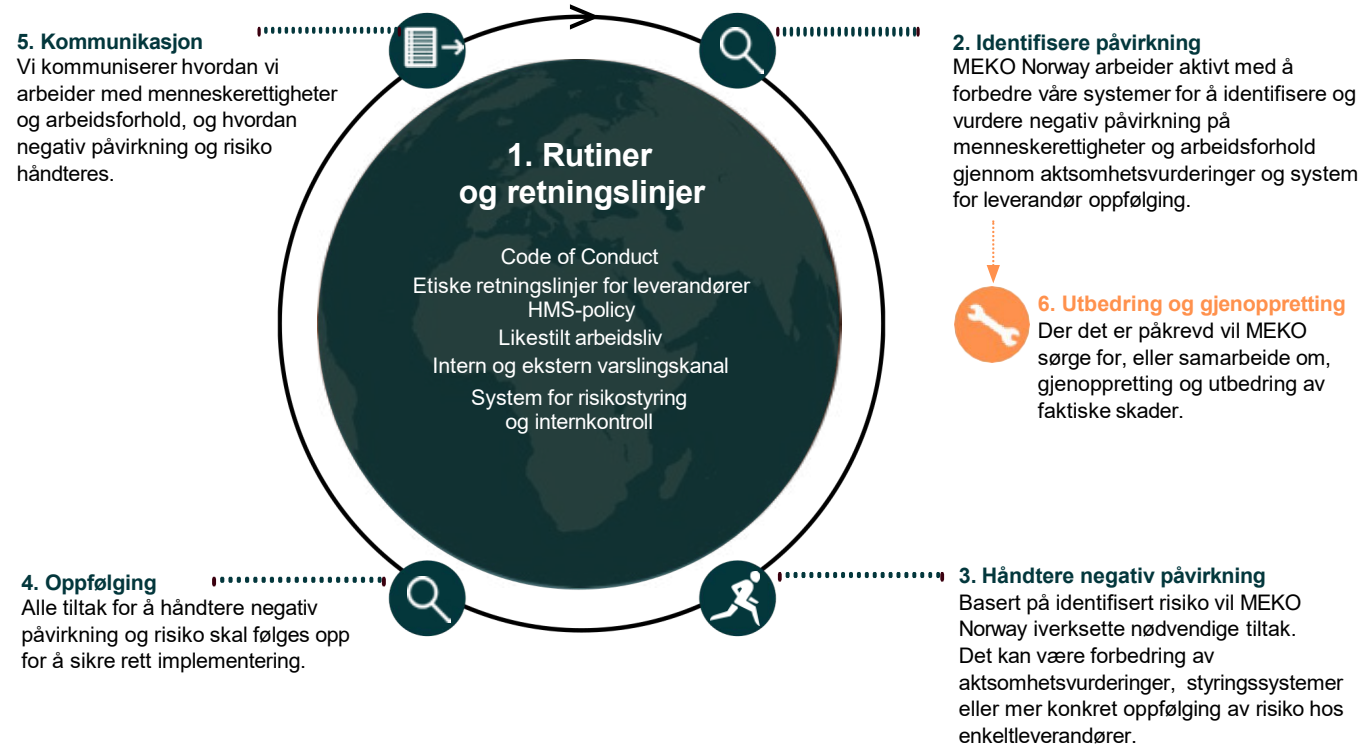 1. Rutiner
og retningslinjer
Code of Conduct
Etiske retningslinjer for leverandører
HMS-policy
Likestilt arbeidsliv
Intern og ekstern varslingskanal
System for risikostyring
og internkontroll
2. Identifisere påvirkning
MEKO Norway arbeider aktivt med å
forbedre våre systemer for å identifisere og
vurdere negativ påvirkning på
menneskerettigheter og arbeidsforhold
gjennom aktsomhetsvurderinger og system
for leverandør oppfølging.
6. Utbedring og gjenoppretting
Der det er påkrevd vil MEKO
sørge for, eller samarbeide om,
gjenoppretting og utbedring av
faktiske skader.
3. Håndtere negativ påvirkning
Basert på identifisert risiko vil MEKO
Norway iverksette nødvendige tiltak.
Det kan være forbedring av
aktsomhetsvurderinger, styringssystemer
eller mer konkret oppfølging av risiko hos
enkeltleverandører.
4. Oppfølging
Alle tiltak for å håndtere negativ
påvirkning og risiko skal følges opp
for å sikre rett implementering.
5. Kommunikasjon
Vi kommuniserer hvordan vi
arbeider med menneskerettigheter
og arbeidsforhold, og hvordan
negativ påvirkning og risiko
håndteres.